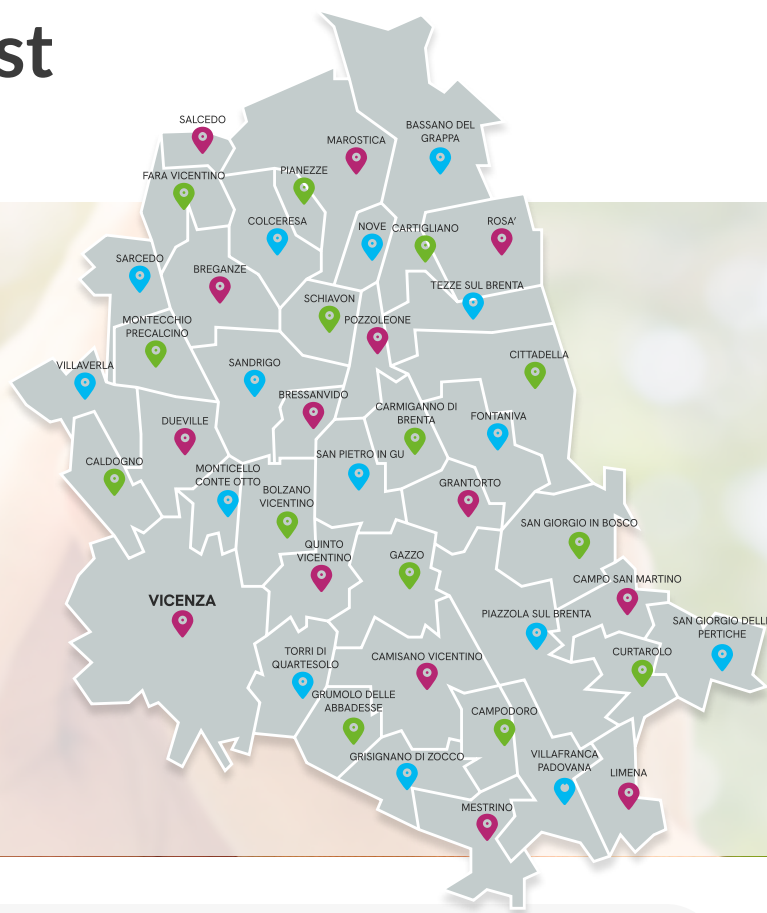 st
SALCEDO
BASSANO DEL
GRAPPA
MAROSTICA
FARA VICENTINO
PIANEZZE
COLCERESA
NOVE
CARTIGLIANO
ROSA'
SARCEDO
BREGANZE
TEZZE SUL BRENTA
SCHIAVON
MONTECCHIO
PRECALCINO
POZZOLEONE
CITTADELLA
VILLAVERLA
SANDRIGO
BRESSANVIDO
CARMIGANNO DI
BRENTA
DUEVILLE
FONTANIVA
CALDOGNO
MONTICELLO
CONTE OTTO
SAN PIETRO IN GU
BOLZANO
VICENTINO
GRANTORTO
SAN GIORGIO IN BOSCO
QUINTO
VICENTINO
GAZZO
CAMPO SAN MARTINO
VICENZA
PIAZZOLA SUL BRENTA
SAN GIORGIO DELL
PERTICHE
TORRI DI
QUARTESOLO
CAMISANO VICENTINO
CURTAROLO
GRUMOLO DELLE
ABBADESSE
CAMPODORO
GRISIGNANO DI ZOCCO
VILLAFRANCA
PADOVANA
LIMENA
MESTRINO